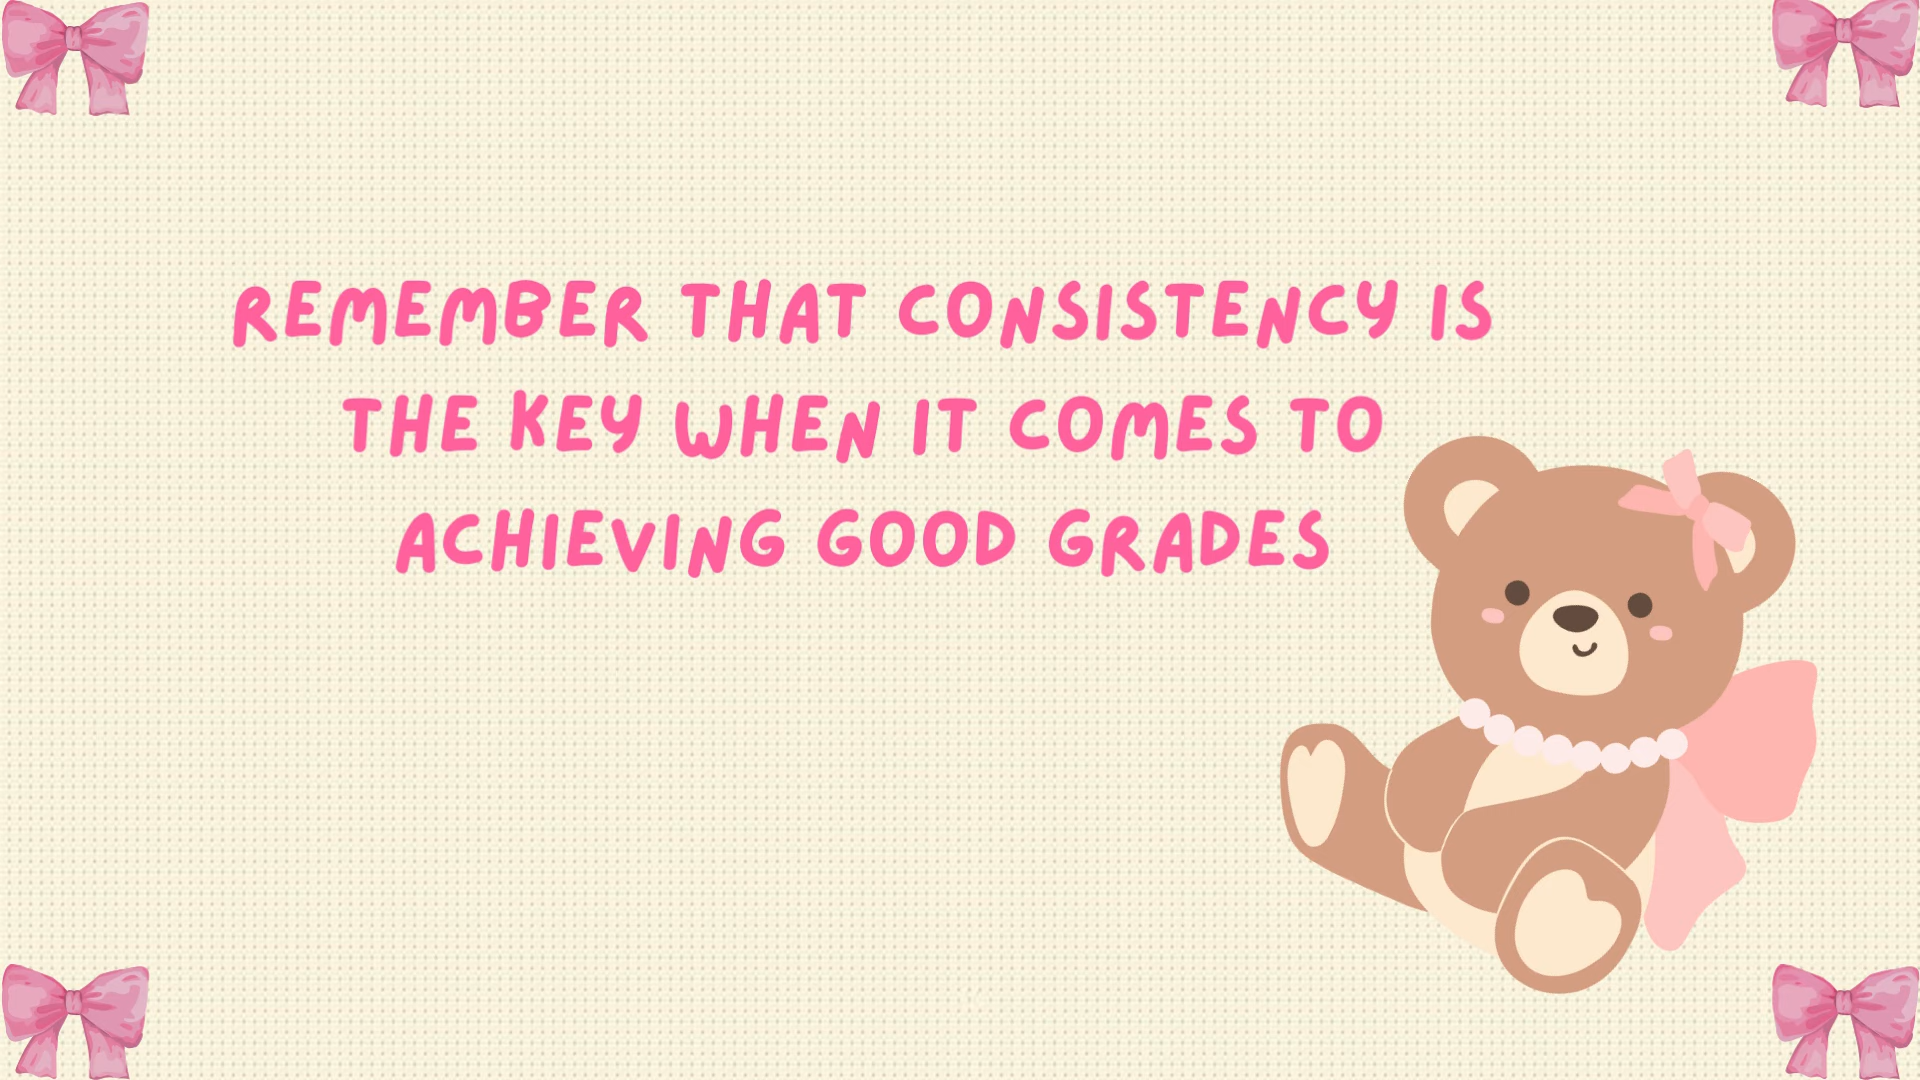 REMEMBER THAT CONSISTENCY IS
THE KEY WHEN IT COMES TO
ACHIEVING GOOD GRADES